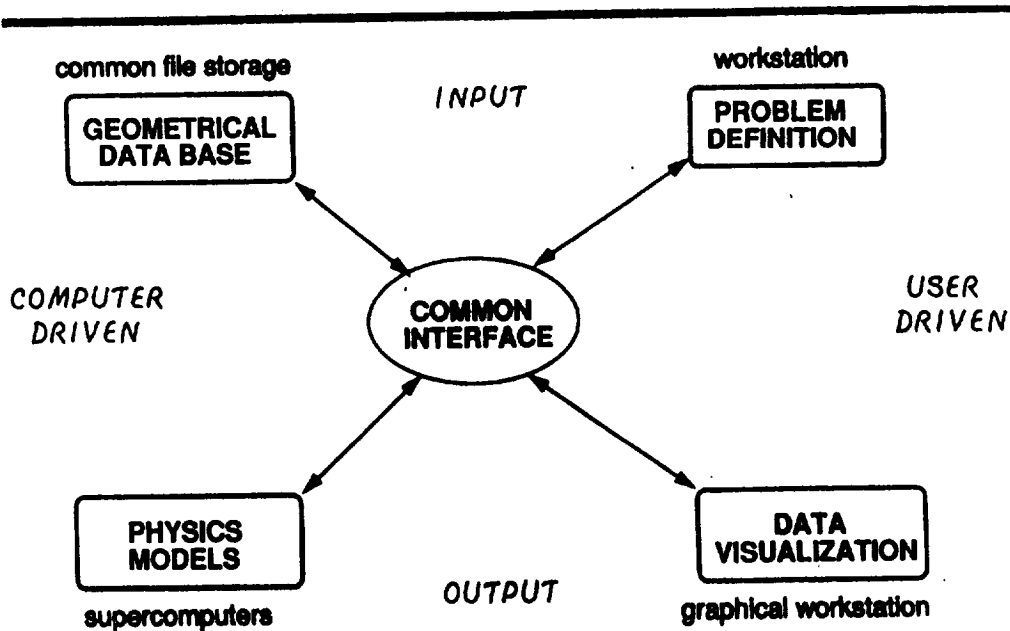 common file storage
GEOMETRICAL
DATA BASE
INPUT
workstation
PROBLEM
DEFINITION
COMPUTER
DRIVEN
COMMON
INTERFACE
USER
DRIVEN
PHYSICS
MODELS
supercomputers
OUTPUT
DATA
VISUALIZATION
graphical workstation